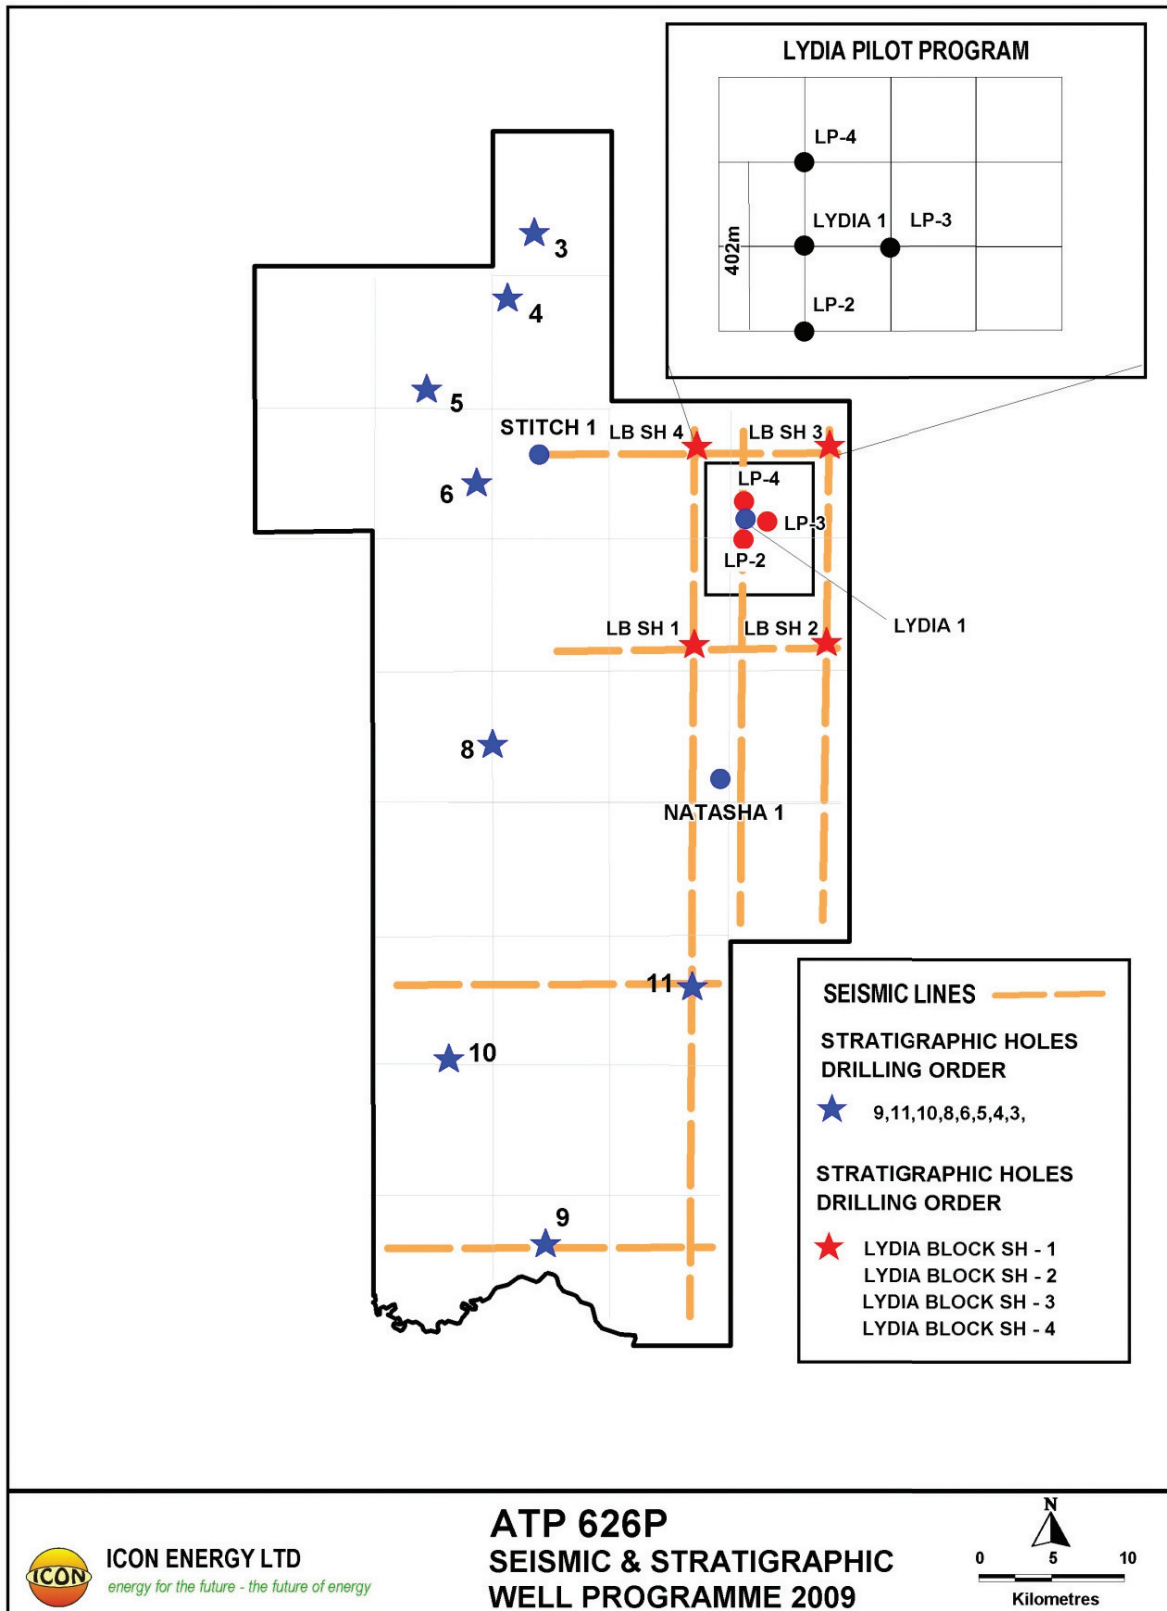 LYDIA PILOT PROGRAM
LP-4
LYDIA 1
LP-3
402m
LP-2
3
4
5
STITCH 1
LB SH 4
LB SH 3
6
LP-4
LP-3
LP-2
LB SH 1
LB SH 2
LYDIA 1
8
NATASHA 1
11
10
9
SEISMIC LINES
STRATIGRAPHIC HOLES
DRILLING ORDER
9,11,10,8,6,5,4,3,
STRATIGRAPHIC HOLES
DRILLING ORDER
LYDIA BLOCK SH - 1
LYDIA BLOCK SH - 2
LYDIA BLOCK SH - 3
LYDIA BLOCK SH - 4
ICON
ICON ENERGY LTD
energy for the future - the future of energy
ATP 626P
SEISMIC & STRATIGRAPHIC
WELL PROGRAMME 2009
N
0 5 10
Kilometres